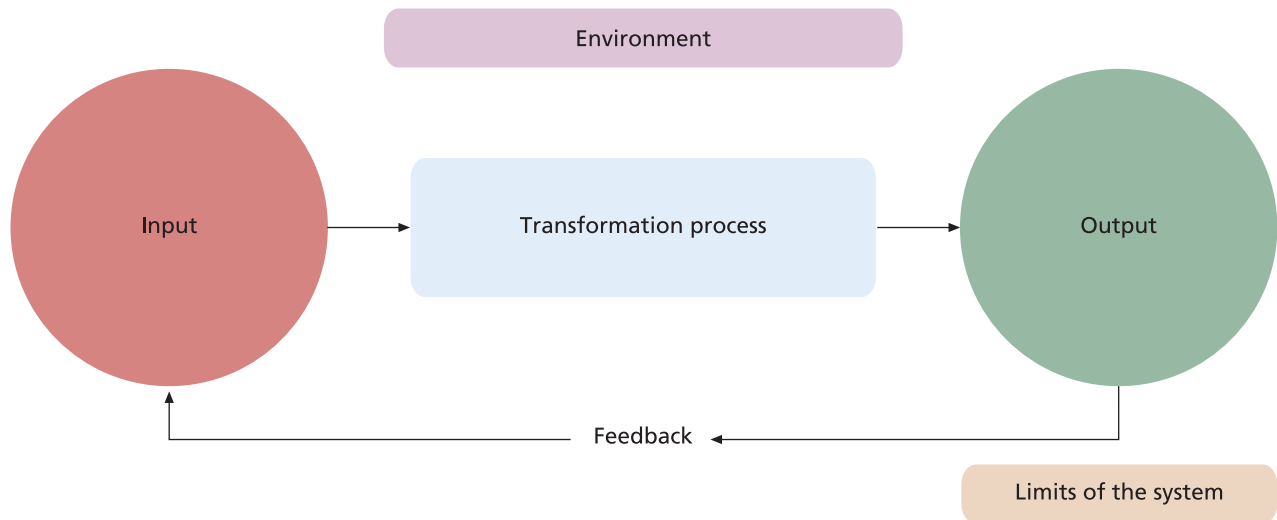 Environment
Input
Transformation process
Output
Feedback
Limits of the system